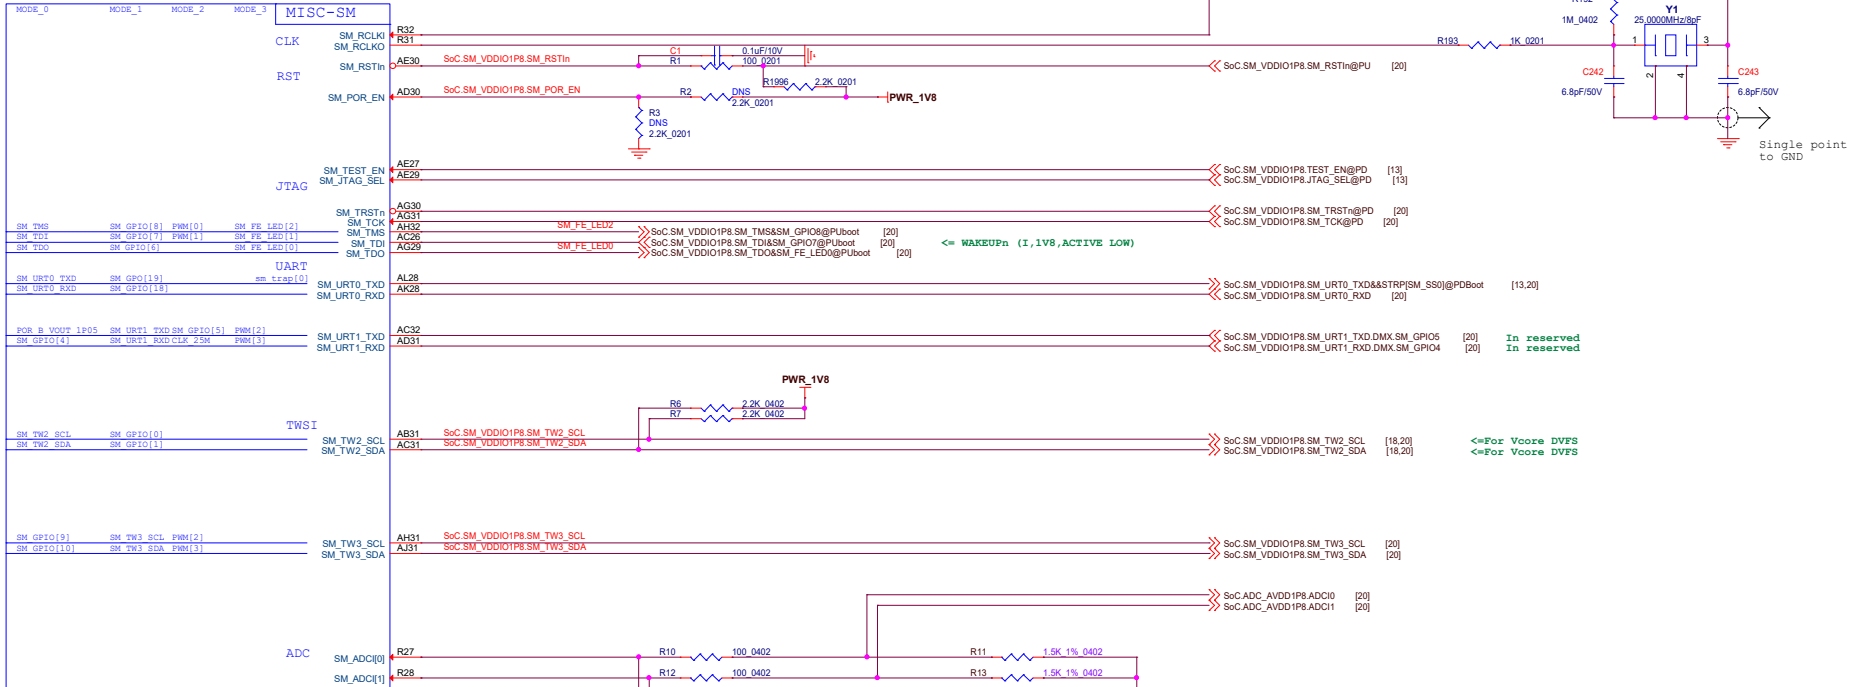 MODE_0 MODE_1 MODE_2 MODE_3 MISC-SM
CLK
SM_RCLKI R32
SM_RCLKO R31
R193 1K_0201
1M_0402
Y1
25.0000MHz/8pF
1 3
2 4
C242
6.8pF/50V
C243
6.8pF/50V
Single point
to GND
RST
SM_RSTIn AE30 SoC.SM_VDDIO1P8.SM_RSTIn
C1 0.1uF/10V
R1 100_0201
SoC.SM_VDDIO1P8.SM_RSTIn@PU [20]
R1996 2.2K_0201
SM_POR_EN AD30 SoC.SM_VDDIO1P8.SM_POR_EN
R2 DNS
2.2K_0201
PWR_1V8
R3
DNS
2.2K_0201
JTAG
SM_TEST_EN AE27 SoC.SM_VDDIO1P8.TEST_EN@PD [13]
SM_JTAG_SEL AE29 SoC.SM_VDDIO1P8.JTAG_SEL@PD [13]
SM_TRSTn AG30 SoC.SM_VDDIO1P8.SM_TRSTn@PD [20]
SM_TCK AG31 SoC.SM_VDDIO1P8.SM_TCK@PD [20]
SM_TMS SM_GPIO[8] PWM[0] SM_FE_LED[2] SM_TMS AH32 SM_FE_LED2 SoC.SM_VDDIO1P8.SM_TMS&SM_GPIO8@PUboot [20]
SM_TDI SM_GPIO[7] PWM[1] SM_FE_LED[1] SM_TDI AC26 SoC.SM_VDDIO1P8.SM_TDI&SM_GPIO7@PUboot [20] <= WAKEUPn (I,1V8,ACTIVE LOW)
SM_TDO SM_GPIO[6] SM_FE_LED[0] SM_TDO AG29 SM_FE_LED0 SoC.SM_VDDIO1P8.SM_TDO&SM_FE_LED0@PUboot [20]
UART
SM_URT0_TXD SM_GPO[19] sm_trap[0] SM_URT0_TXD AL28 SoC.SM_VDDIO1P8.SM_URT0_TXD&&STRP[SM_SS0]@PDBoot [13,20]
SM_URT0_RXD SM_GPIO[18] SM_URT0_RXD AK28 SoC.SM_VDDIO1P8.SM_URT0_RXD [20]
POR_B_VOUT_1P05 SM_URT1_TXD SM_GPIO[5] PWM[2] SM_URT1_TXD AC32 SoC.SM_VDDIO1P8.SM_URT1_TXD.DMX.SM_GPIO5 [20] In reserved
SM_GPIO[4] SM_URT1_RXD CLK_25M PWM[3] SM_URT1_RXD AD31 SoC.SM_VDDIO1P8.SM_URT1_RXD.DMX.SM_GPIO4 [20] In reserved
PWR_1V8
R6 2.2K_0402
R7 2.2K_0402
TWSI
SM_TW2_SCL SM_GPIO[0] SM_TW2_SCL AB31 SoC.SM_VDDIO1P8.SM_TW2_SCL SoC.SM_VDDIO1P8.SM_TW2_SCL [18,20] <=For Vcore DVFS
SM_TW2_SDA SM_GPIO[1] SM_TW2_SDA AC31 SoC.SM_VDDIO1P8.SM_TW2_SDA SoC.SM_VDDIO1P8.SM_TW2_SDA [18,20] <=For Vcore DVFS
SM_GPIO[9] SM_TW3_SCL PWM[2] SM_TW3_SCL AH31 SoC.SM_VDDIO1P8.SM_TW3_SCL SoC.SM_VDDIO1P8.SM_TW3_SCL [20]
SM_GPIO[10] SM_TW3_SDA PWM[3] SM_TW3_SDA AJ31 SoC.SM_VDDIO1P8.SM_TW3_SDA SoC.SM_VDDIO1P8.SM_TW3_SDA [20]
SoC.ADC_AVDD1P8.ADCI0 [20]
SoC.ADC_AVDD1P8.ADCI1 [20]
ADC
SM_ADCI[0] R27 R10 100_0402 R11 1.5K_1%_0402
SM_ADCI[1] R28 R12 100_0402 R13 1.5K_1%_0402